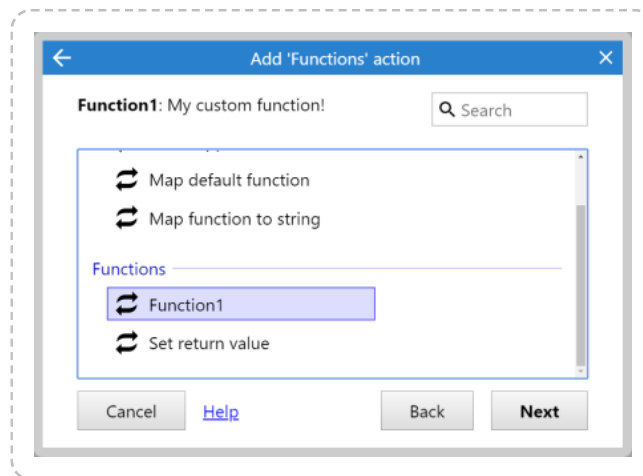 Add 'Functions' action
Function1: My custom function!
Search
Map default function
Map function to string
Functions
Function1
Set return value
Cancel
Help
Back
Next